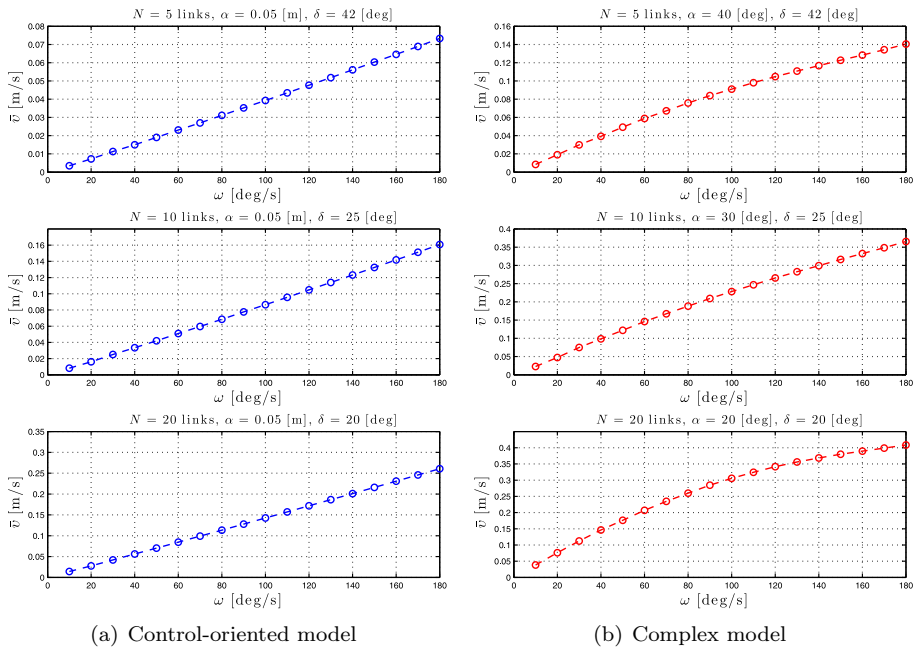 N = 5 links, α = 0.05 [m], δ = 42 [deg]
0.08
0.07
0.06
0.05
0.04
0.03
0.02
0.01
0
v̄ [m/s]
0 20 40 60 80 100 120 140 160 180
ω [deg/s]
N = 10 links, α = 0.05 [m], δ = 25 [deg]
0.16
0.14
0.12
0.1
0.08
0.06
0.04
0.02
0
v̄ [m/s]
0 20 40 60 80 100 120 140 160 180
ω [deg/s]
N = 20 links, α = 0.05 [m], δ = 20 [deg]
0.35
0.3
0.25
0.2
0.15
0.1
0.05
0
v̄ [m/s]
0 20 40 60 80 100 120 140 160 180
ω [deg/s]
(a) Control-oriented model
N = 5 links, α = 40 [deg], δ = 42 [deg]
0.16
0.14
0.12
0.1
0.08
0.06
0.04
0.02
0
v̄ [m/s]
0 20 40 60 80 100 120 140 160 180
ω [deg/s]
N = 10 links, α = 30 [deg], δ = 25 [deg]
0.4
0.35
0.3
0.25
0.2
0.15
0.1
0.05
0
v̄ [m/s]
0 20 40 60 80 100 120 140 160 180
ω [deg/s]
N = 20 links, α = 20 [deg], δ = 20 [deg]
0.4
0.35
0.3
0.25
0.2
0.15
0.1
0.05
0
v̄ [m/s]
0 20 40 60 80 100 120 140 160 180
ω [deg/s]
(b) Complex model